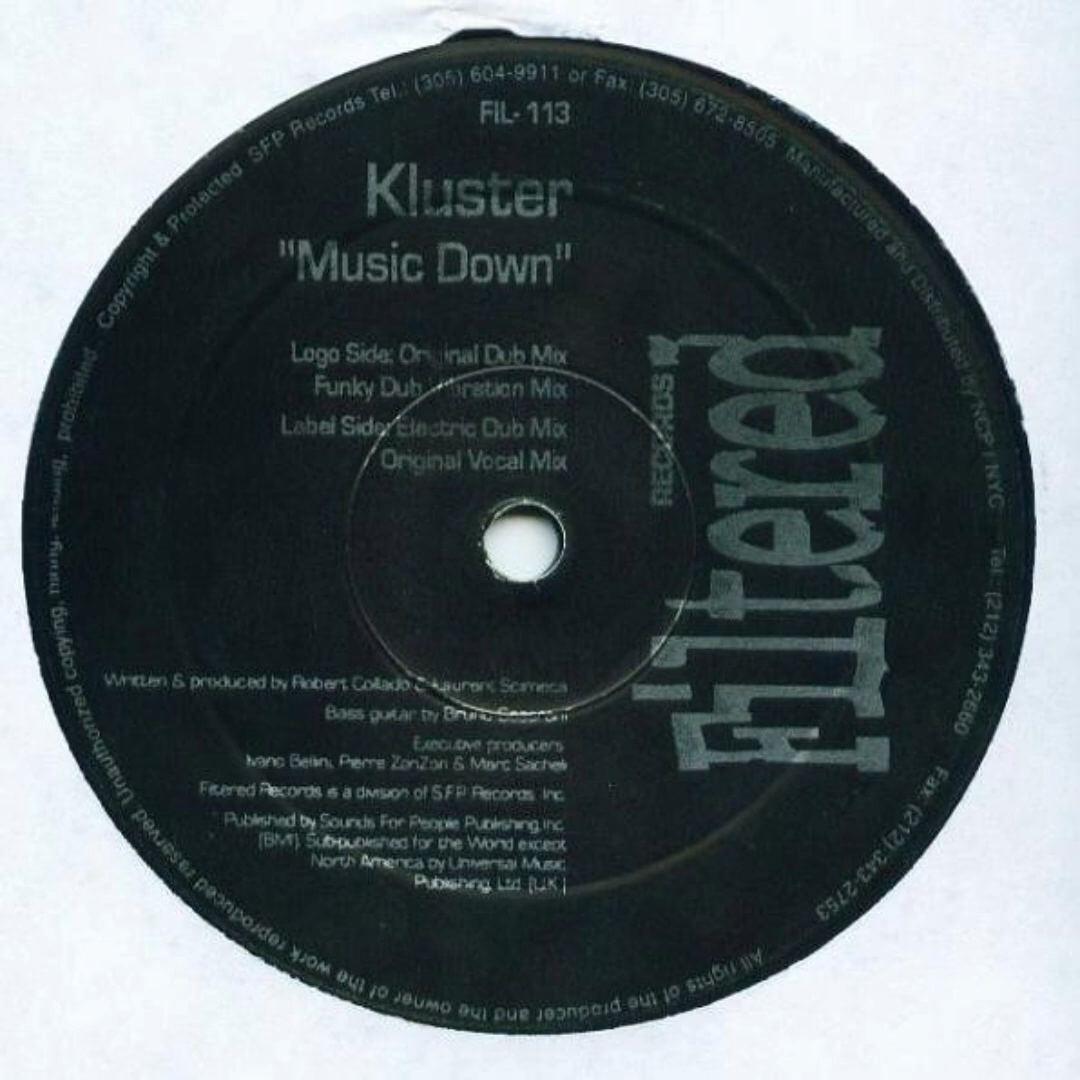 Copyright & Protected. SFP Records Tel.: (305) 604-9911 or Fax: (305) 672-8505 Manufactured and Distributed by NYC Tel: (212) 343-2660 Fax: (212) 343-2753
FIL- 113
Kluster
"Music Down"
Logo Side: Original Dub Mix
Funky Dub Vibration Mix
Label Side: Electric Dub Mix
Original Vocal Mix
RECORDS
Filtered
Written & produced by Robert Collado & Laurent Scimeca
Bass guitar by Bruno
Executive producers
Ivano Bellini, Pierre ZonZon & Marc Sacheli
Filtered Records is a division of S.F.P. Records, Inc.
Published by Sounds For People Publishing, Inc.
(BMI). Sub-published for the World except
North America by Universal Music
Publishing, Ltd. (U.K.)
All rights of the producer and the owner of the work reproduced reserved. Unauthorized copying, prohibited.